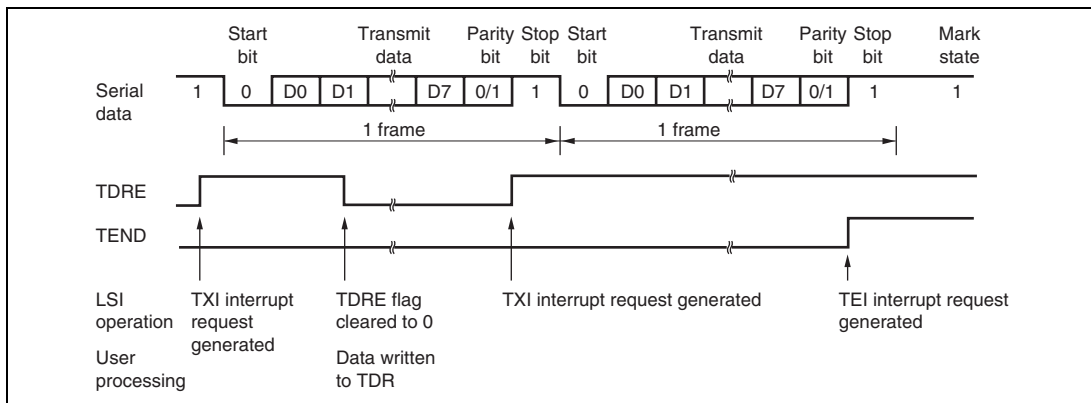 Start bit Transmit data Parity bit Stop bit Start bit Transmit data Parity bit Stop bit Mark state
Serial data 1 0 D0 D1 D7 0/1 1 0 D0 D1 D7 0/1 1 1
1 frame 1 frame
TDRE
TEND
LSI operation TXI interrupt request generated TDRE flag cleared to 0 TXI interrupt request generated TEI interrupt request generated
User processing Data written to TDR